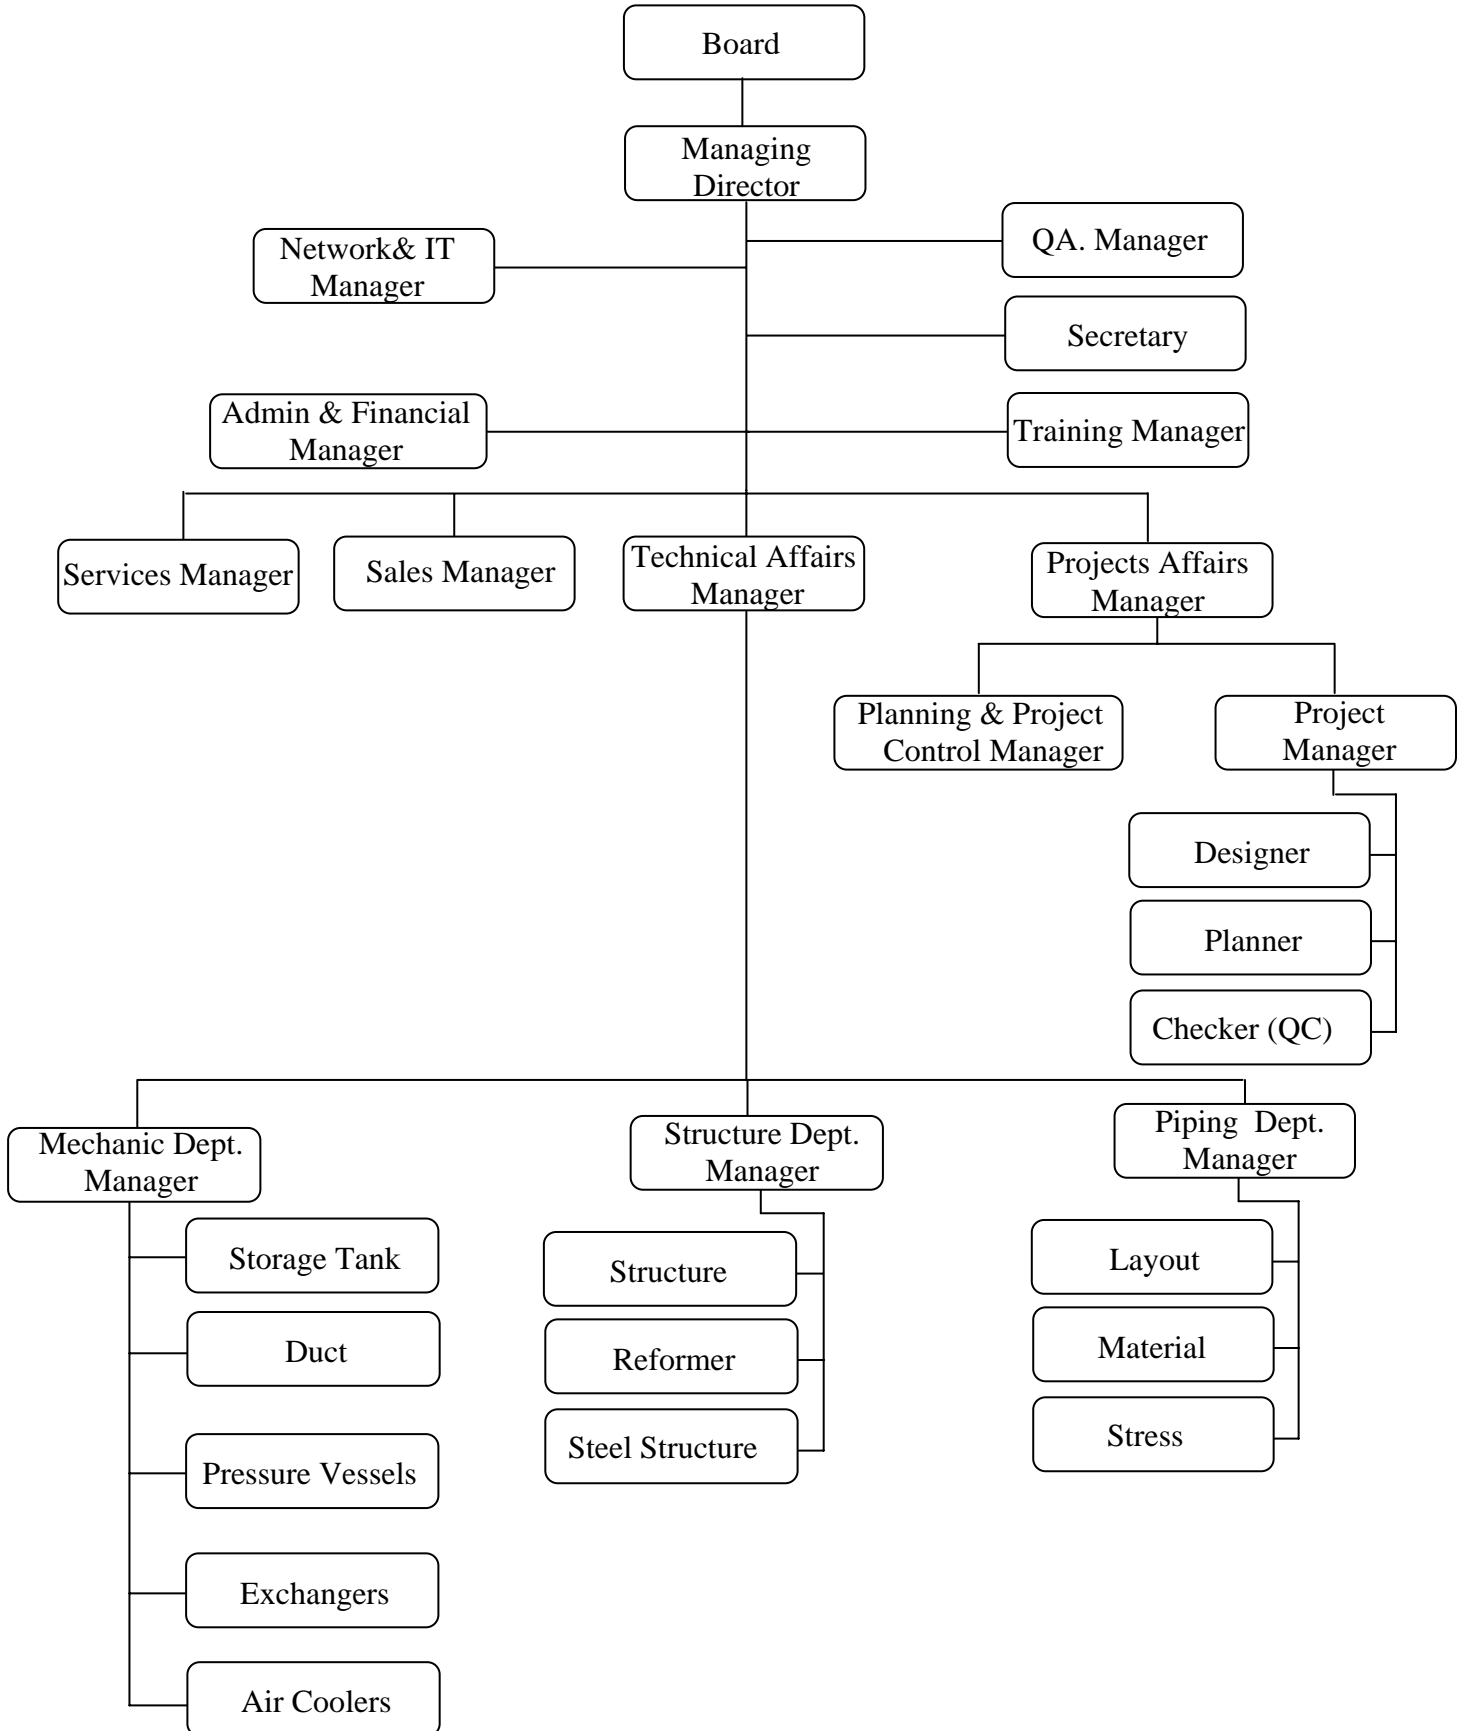 Board
Managing
Director
Network& IT
Manager
QA. Manager
Secretary
Admin & Financial
Manager
Training Manager
Services Manager
Sales Manager
Technical Affairs
Manager
Projects Affairs
Manager
Planning & Project
Control Manager
Project
Manager
Designer
Planner
Checker (QC)
Mechanic Dept.
Manager
Structure Dept.
Manager
Piping Dept.
Manager
Storage Tank
Duct
Pressure Vessels
Exchangers
Air Coolers
Structure
Reformer
Steel Structure
Layout
Material
Stress